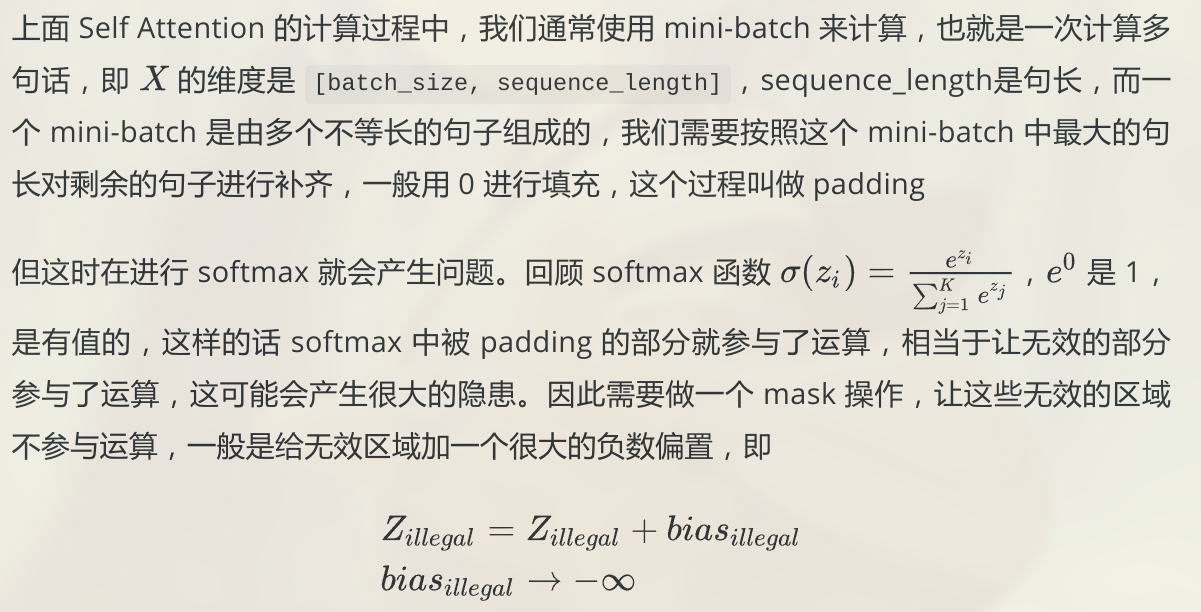 上面 Self Attention 的计算过程中，我们通常使用 mini-batch 来计算，也就是一次计算多
句话，即 X 的维度是 [batch_size, sequence_length] ，sequence_length是句长，而一
个 mini-batch 是由多个不等长的句子组成的，我们需要按照这个 mini-batch 中最大的句
长对剩余的句子进行补齐，一般用 0 进行填充，这个过程叫做 padding
但这时在进行 softmax 就会产生问题。回顾 softmax 函数 $\sigma(z_i) = \frac{e^{z_i}}{\sum_{j=1}^{K} e^{z_j}}$，$e^0$ 是 1，
是有值的，这样的话 softmax 中被 padding 的部分就参与了运算，相当于让无效的部分
参与了运算，这可能会产生很大的隐患。因此需要做一个 mask 操作，让这些无效的区域
不参与运算，一般是给无效区域加一个很大的负数偏置，即
$Z_{illegal} = Z_{illegal} + bias_{illegal}$
$bias_{illegal} \to -\infty$